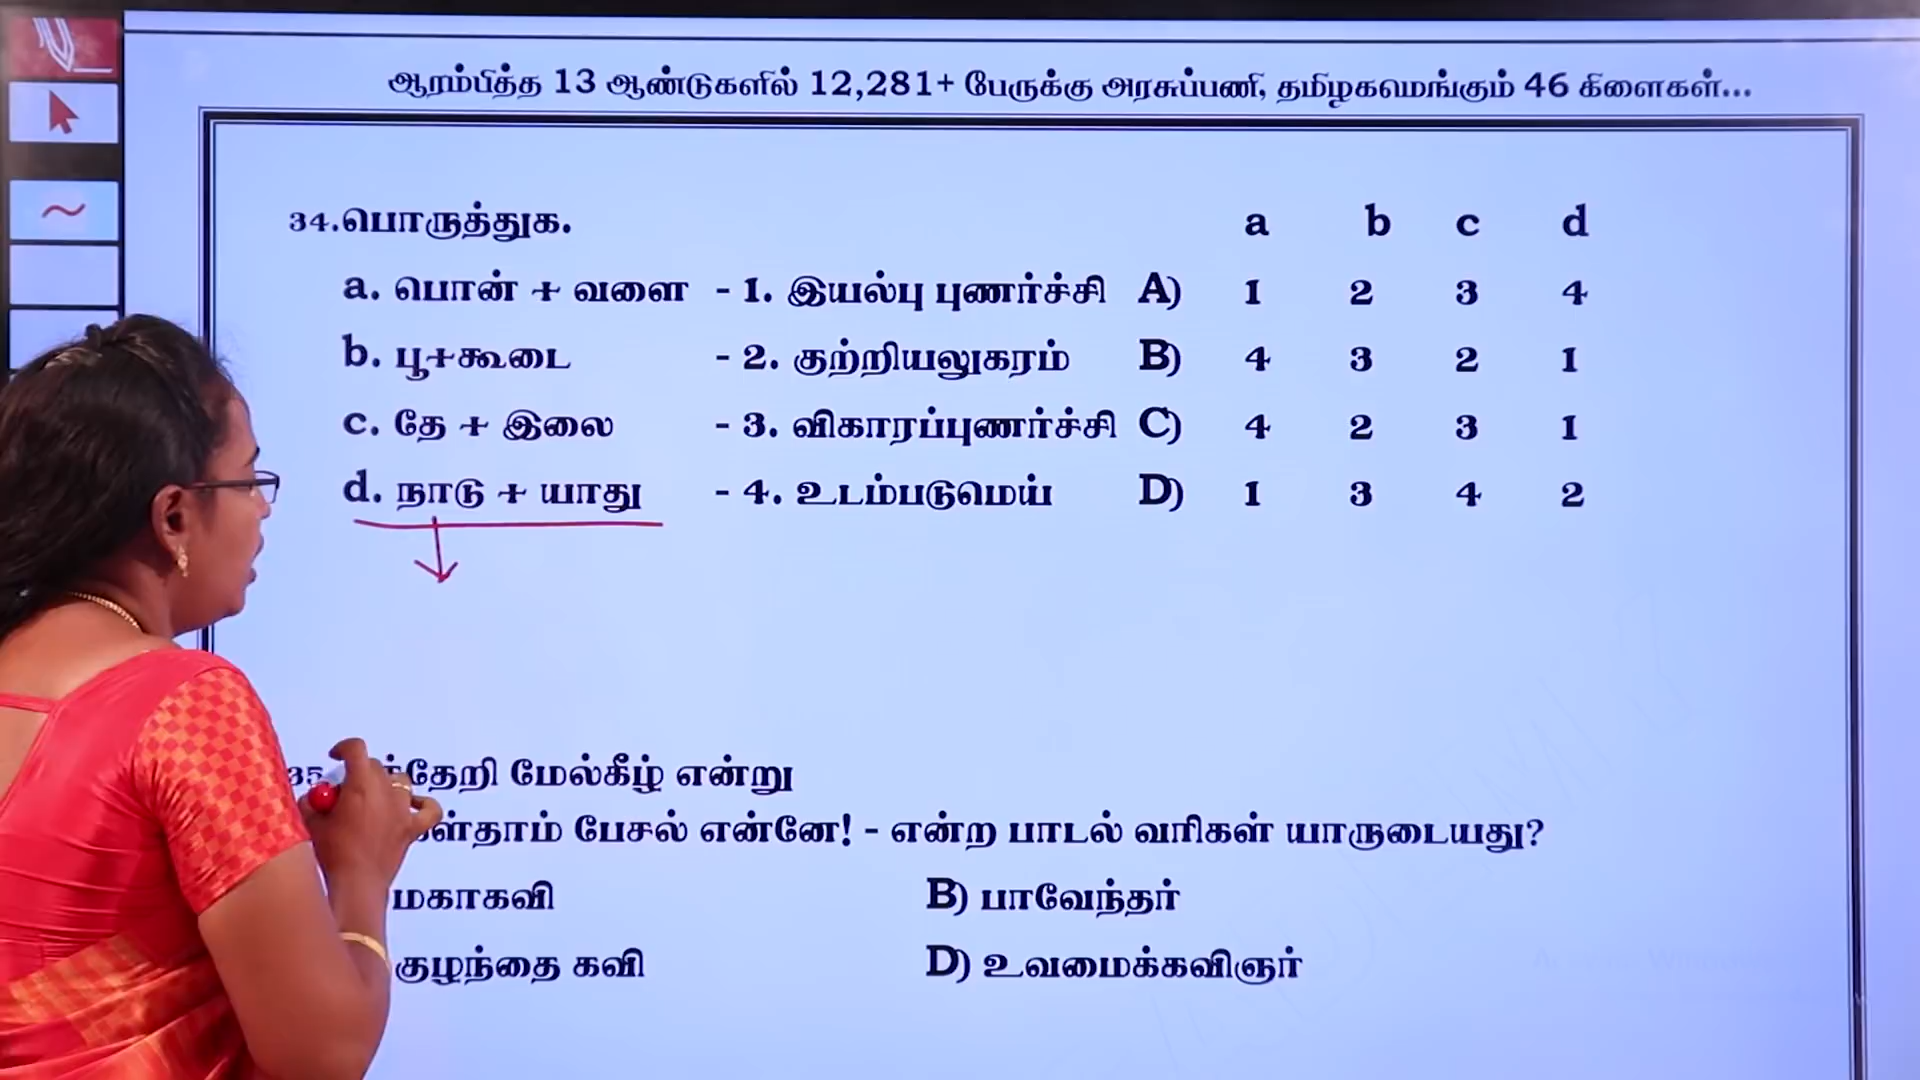 ஆரம்பித்த 13 ஆண்டுகளில் 12,281+ பேருக்கு அரசுப்பணி, தமிழகமெங்கும் 46 கிளைகள்...
34.பொருத்துக. a b c d
a. பொன் + வளை - 1. இயல்பு புணர்ச்சி A) 1 2 3 4
b. பூ+கூடை - 2. குற்றியலுகரம் B) 4 3 2 1
c. தே + இலை - 3. விகாரப்புணர்ச்சி C) 4 2 3 1
d. நாடு + யாது - 4. உடம்படுமெய் D) 1 3 4 2
35 மேல்கீழ் என்று
பேசல் என்னே! - என்ற பாடல் வரிகள் யாருடையது?
மகாகவி B) பாவேந்தர்
குழந்தை கவி D) உவமைக்கவிஞர்